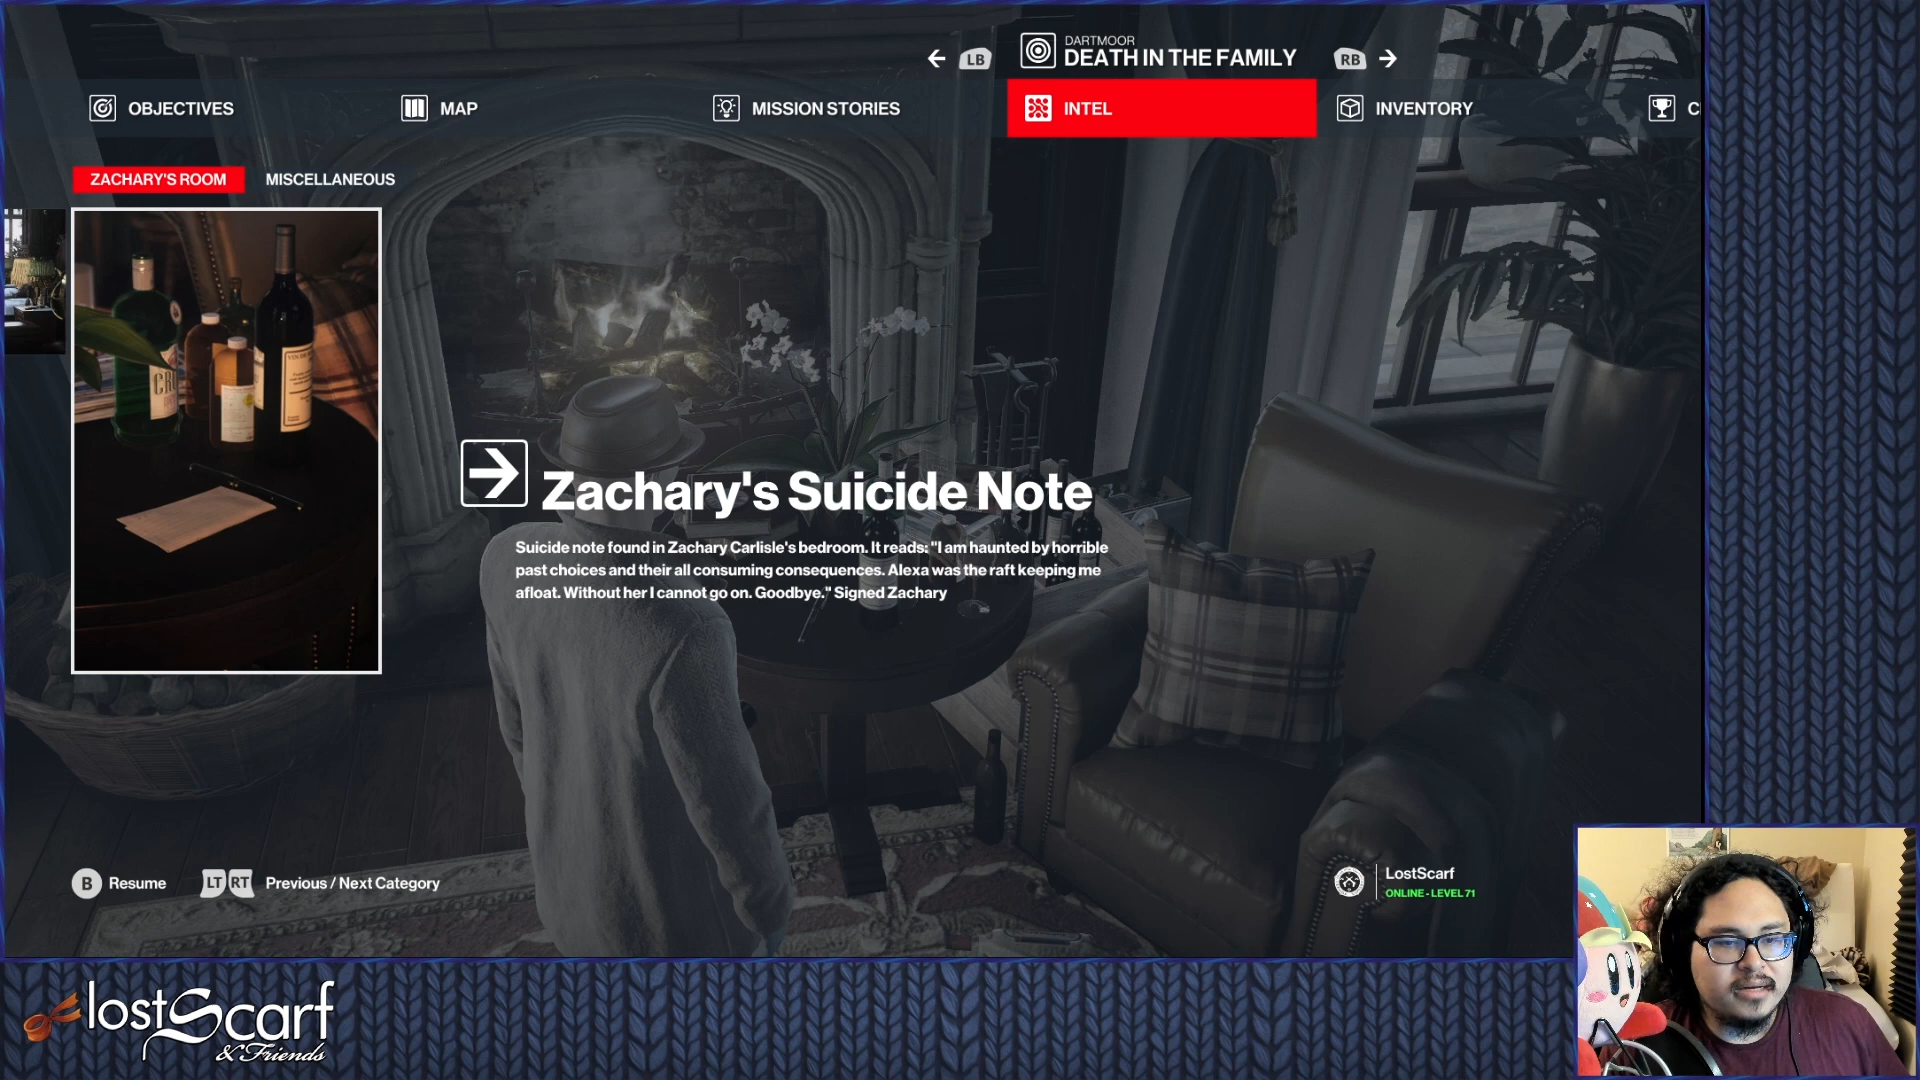 DARTMOOR
LB DEATH IN THE FAMILY RB
OBJECTIVES MAP MISSION STORIES INTEL INVENTORY C
ZACHARY'S ROOM MISCELLANEOUS
Zachary's Suicide Note
Suicide note found in Zachary Carlisle's bedroom. It reads: "I am haunted by horrible
past choices and their all consuming consequences. Alexa was the raft keeping me
afloat. Without her I cannot go on. Goodbye." Signed Zachary
B Resume LT RT Previous / Next Category
LostScarf
ONLINE - LEVEL 71
lostScarf
& Friends